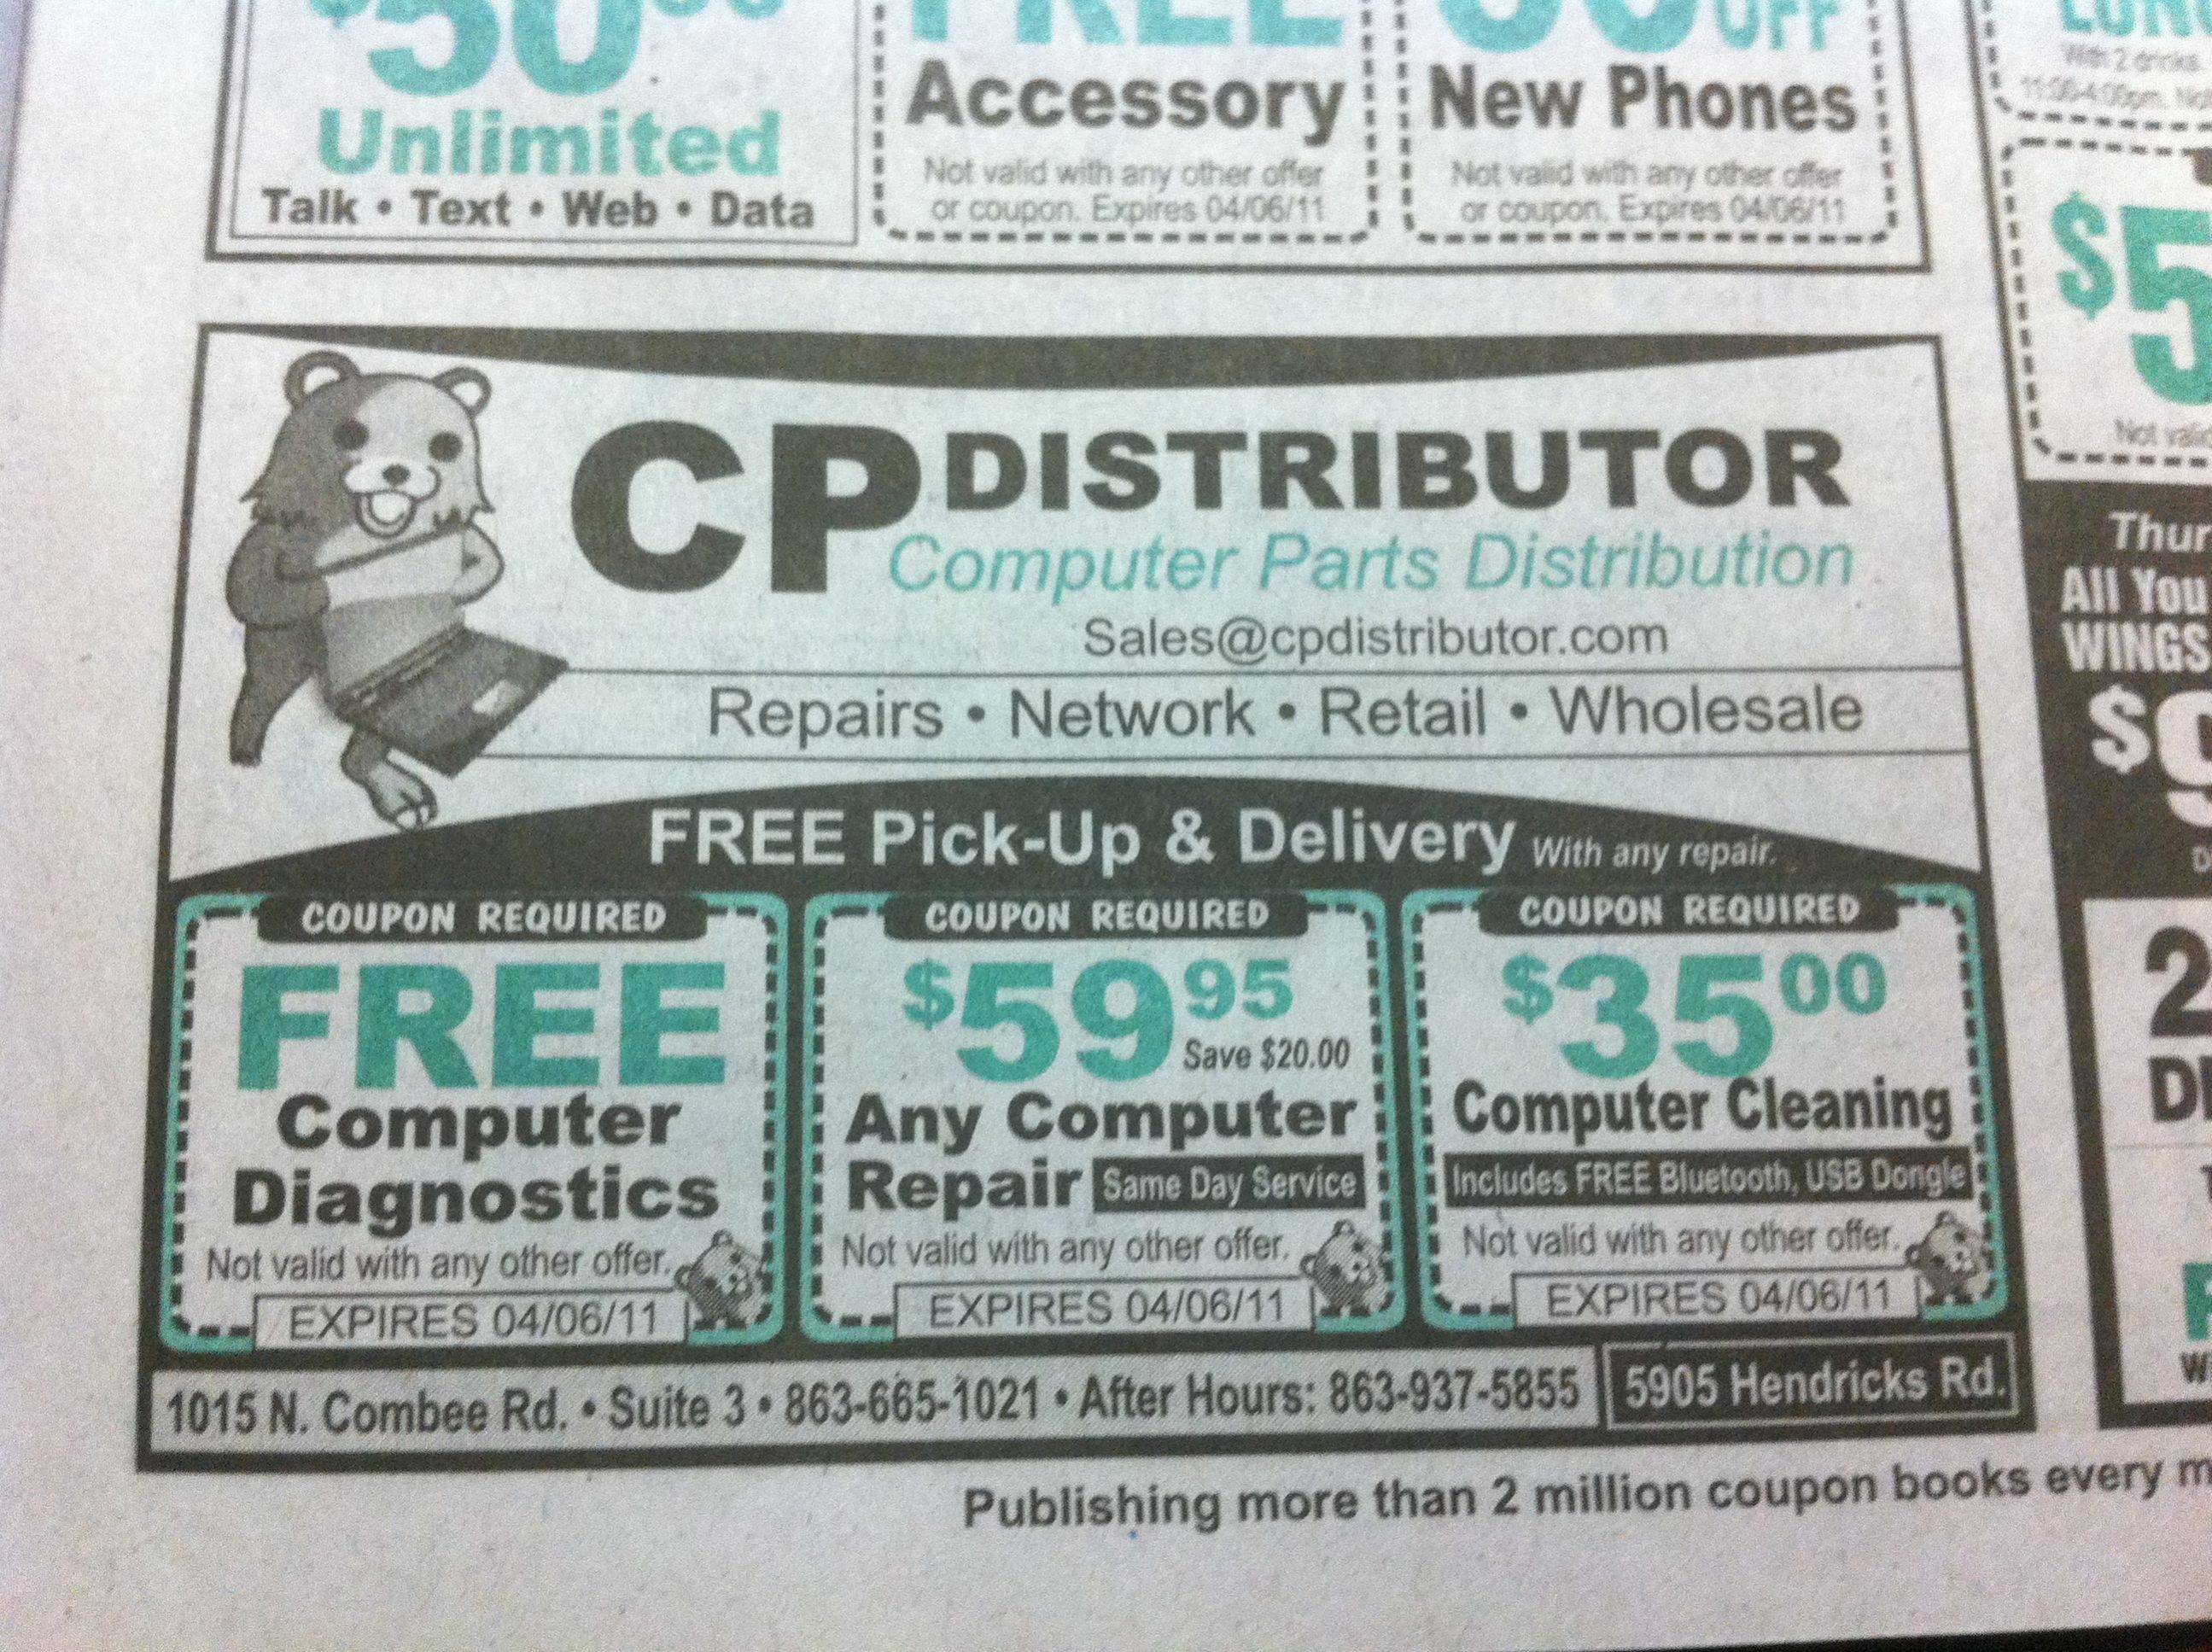 Unlimited
Talk • Text • Web • Data
Accessory
Not valid with any other offer
or coupon. Expires 04/06/11
OFF
New Phones
Not valid with any other offer
or coupon. Expires 04/06/11
With 2 drinks.
$5
Thur
All You
WINGS
$9
2
CP DISTRIBUTOR
Computer Parts Distribution
Sales@cpdistributor.com
Repairs • Network • Retail • Wholesale
FREE Pick-Up & Delivery With any repair.
COUPON REQUIRED
FREE
Computer
Diagnostics
Not valid with any other offer.
EXPIRES 04/06/11
COUPON REQUIRED
$59 95
Save $20.00
Any Computer
Repair Same Day Service
Not valid with any other offer.
EXPIRES 04/06/11
COUPON REQUIRED
$35 00
Computer Cleaning
Includes FREE Bluetooth, USB Dongle
Not valid with any other offer.
EXPIRES 04/06/11
1015 N. Combee Rd. • Suite 3 • 863-665-1021 • After Hours: 863-937-5855 5905 Hendricks Rd.
Publishing more than 2 million coupon books every m